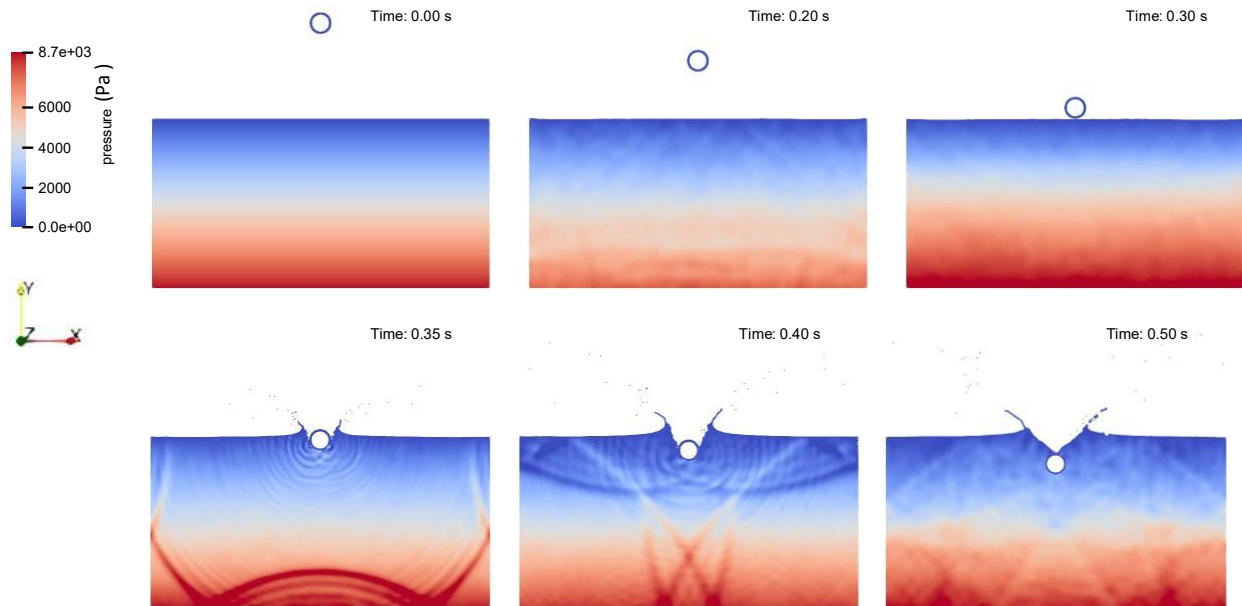 Time: 0.00 s
Time: 0.20 s
Time: 0.30 s
8.7e+03
6000
4000
2000
0.0e+00
pressure (Pa)
Y
Z
X
Time: 0.35 s
Time: 0.40 s
Time: 0.50 s